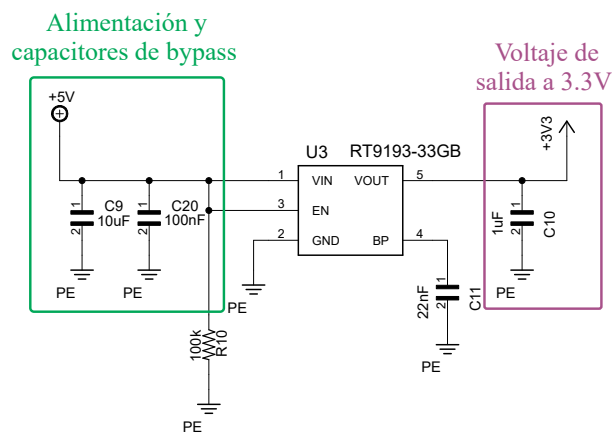 Alimentación y
capacitores de bypass
Voltaje de
salida a 3.3V
+5V
+3V3
U3 RT9193-33GB
1 VIN VOUT 5
3 EN
2 GND BP 4
1 C9
2 10uF
1 C20
2 100nF
1uF 1 2 C10
22nF 1 2 C11
100k
R10
PE
PE
PE
PE
PE
PE